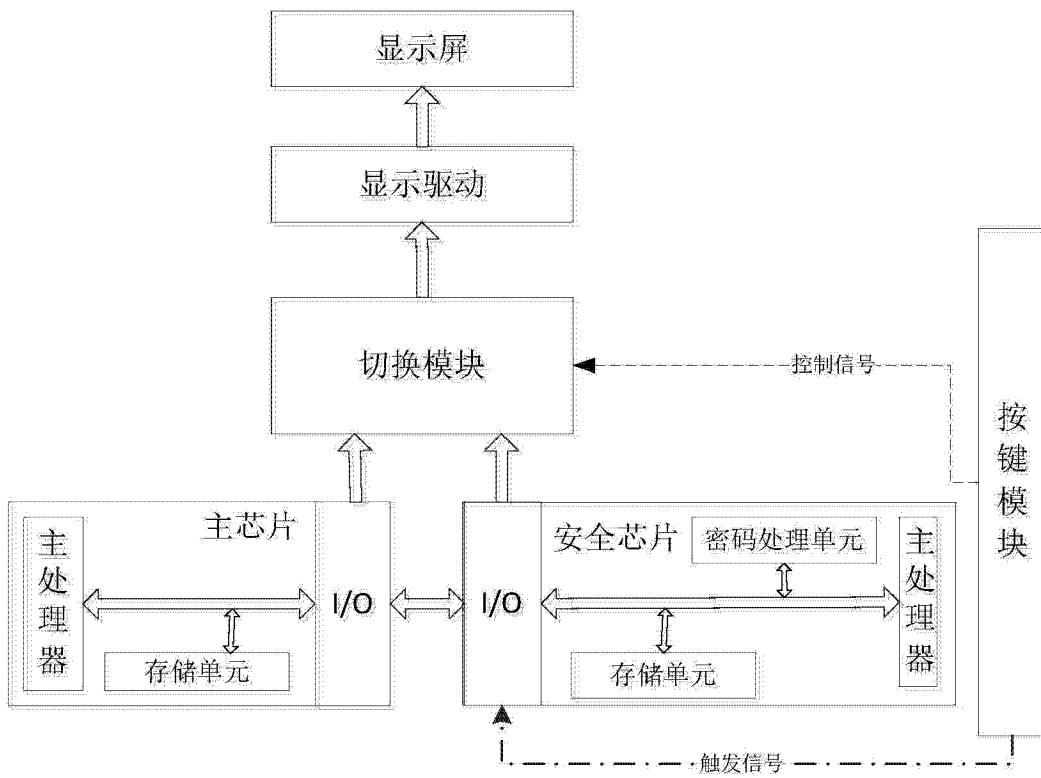 显示屏
显示驱动
切换模块
控制信号
按键模块
主芯片
主处理器
I/O
存储单元
安全芯片
I/O
密码处理单元
存储单元
主处理器
触发信号